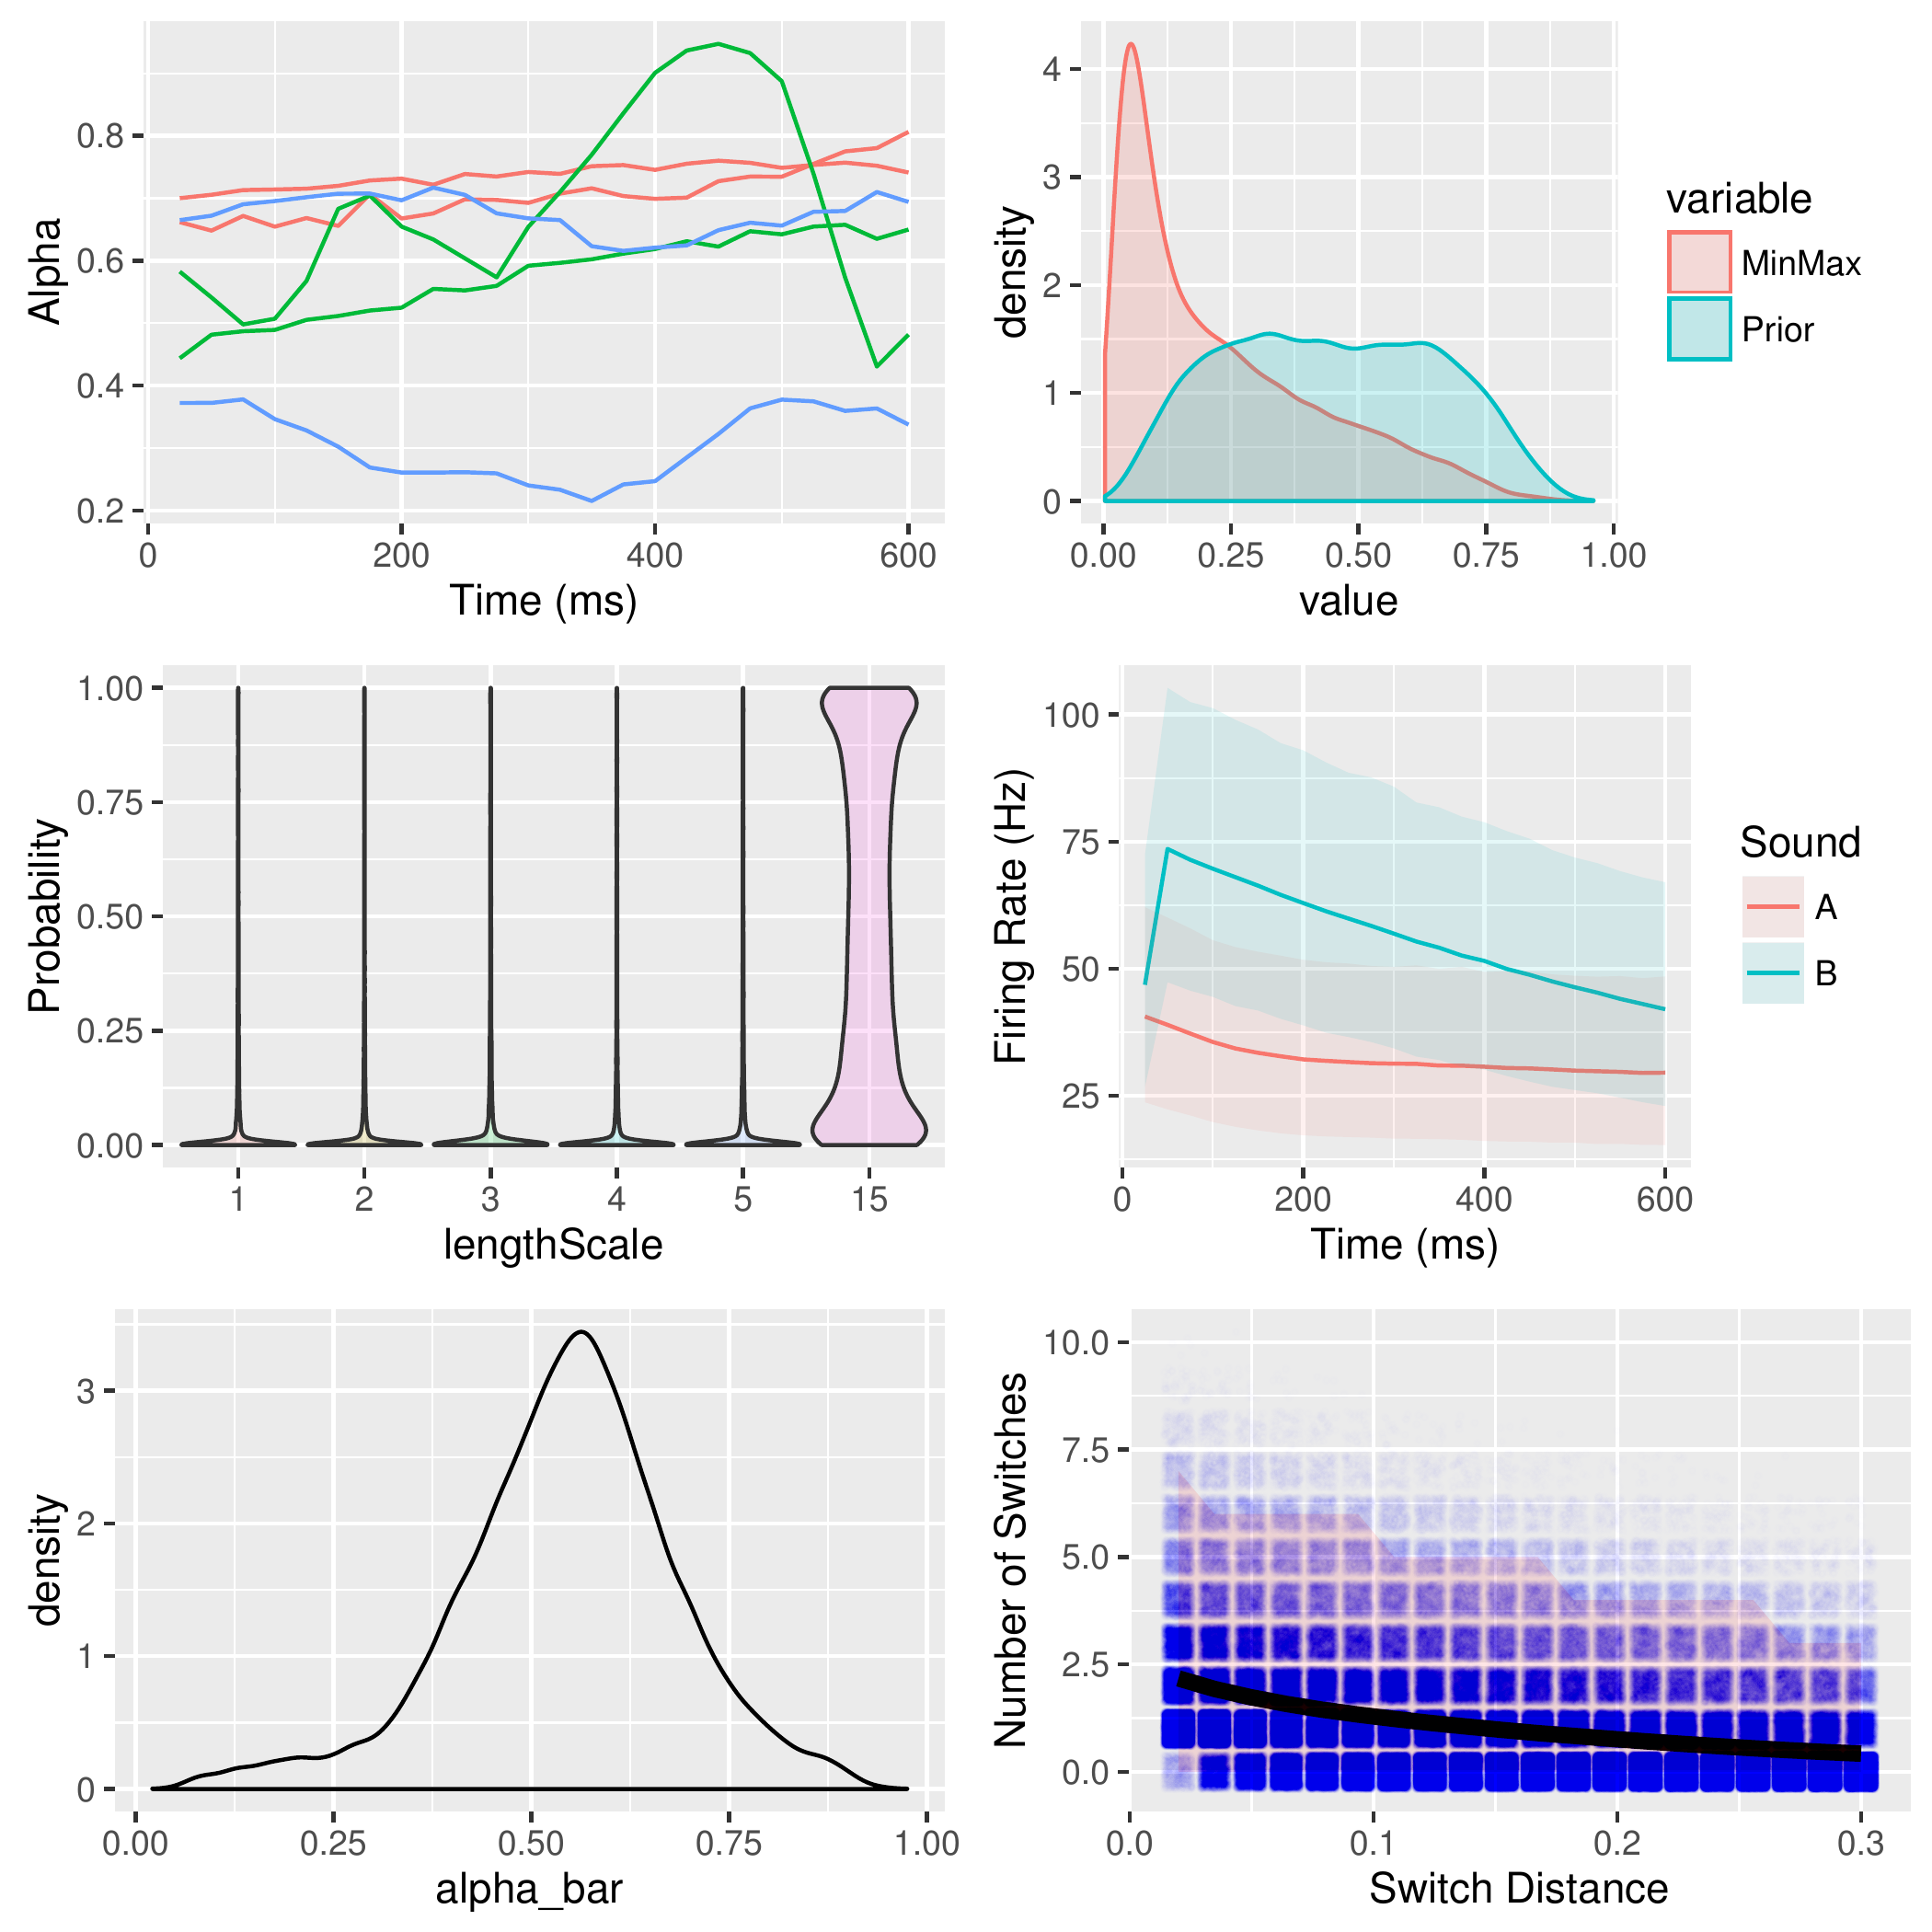 Alpha
0.8
0.6
0.4
0.2
0 200 400 600
Time (ms)
density
4
3
2
1
0
0.00 0.25 0.50 0.75 1.00
value
variable
MinMax
Prior
Probability
1.00
0.75
0.50
0.25
0.00
1 2 3 4 5 15
lengthScale
Firing Rate (Hz)
100
75
50
25
0 200 400 600
Time (ms)
Sound
A
B
density
3
2
1
0
0.00 0.25 0.50 0.75 1.00
alpha_bar
Number of Switches
10.0
7.5
5.0
2.5
0.0
0.0 0.1 0.2 0.3
Switch Distance